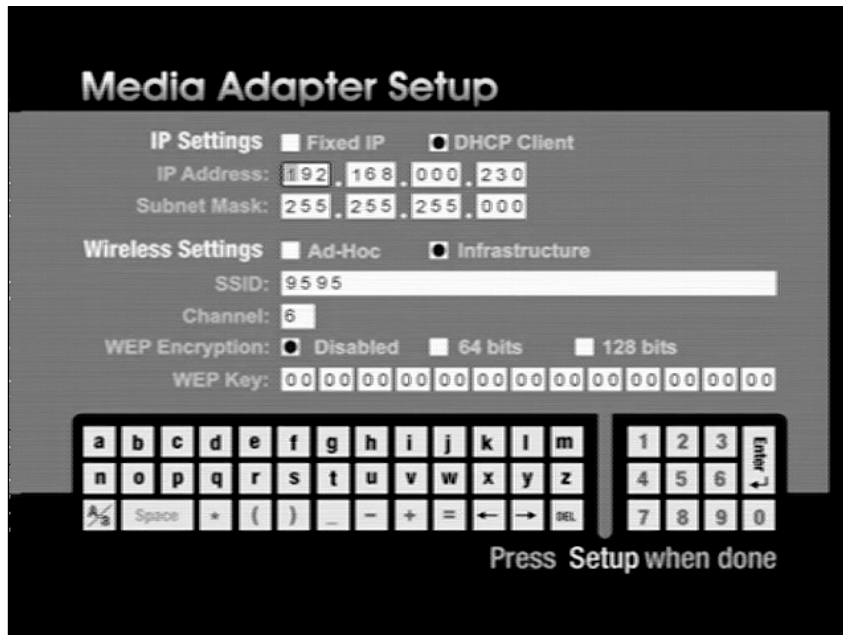 Media Adapter Setup
IP Settings Fixed IP DHCP Client
IP Address: 192 . 168 . 000 . 230
Subnet Mask: 255 . 255 . 255 . 000
Wireless Settings Ad-Hoc Infrastructure
SSID: 9595
Channel: 6
WEP Encryption: Disabled 64 bits 128 bits
WEP Key: 00 00 00 00 00 00 00 00 00 00 00 00 00
a b c d e f g h i j k l m 1 2 3 Enter ↵
n o p q r s t u v w x y z 4 5 6
A/a Space * ( ) _ - + = ← → DEL 7 8 9 0
Press Setup when done